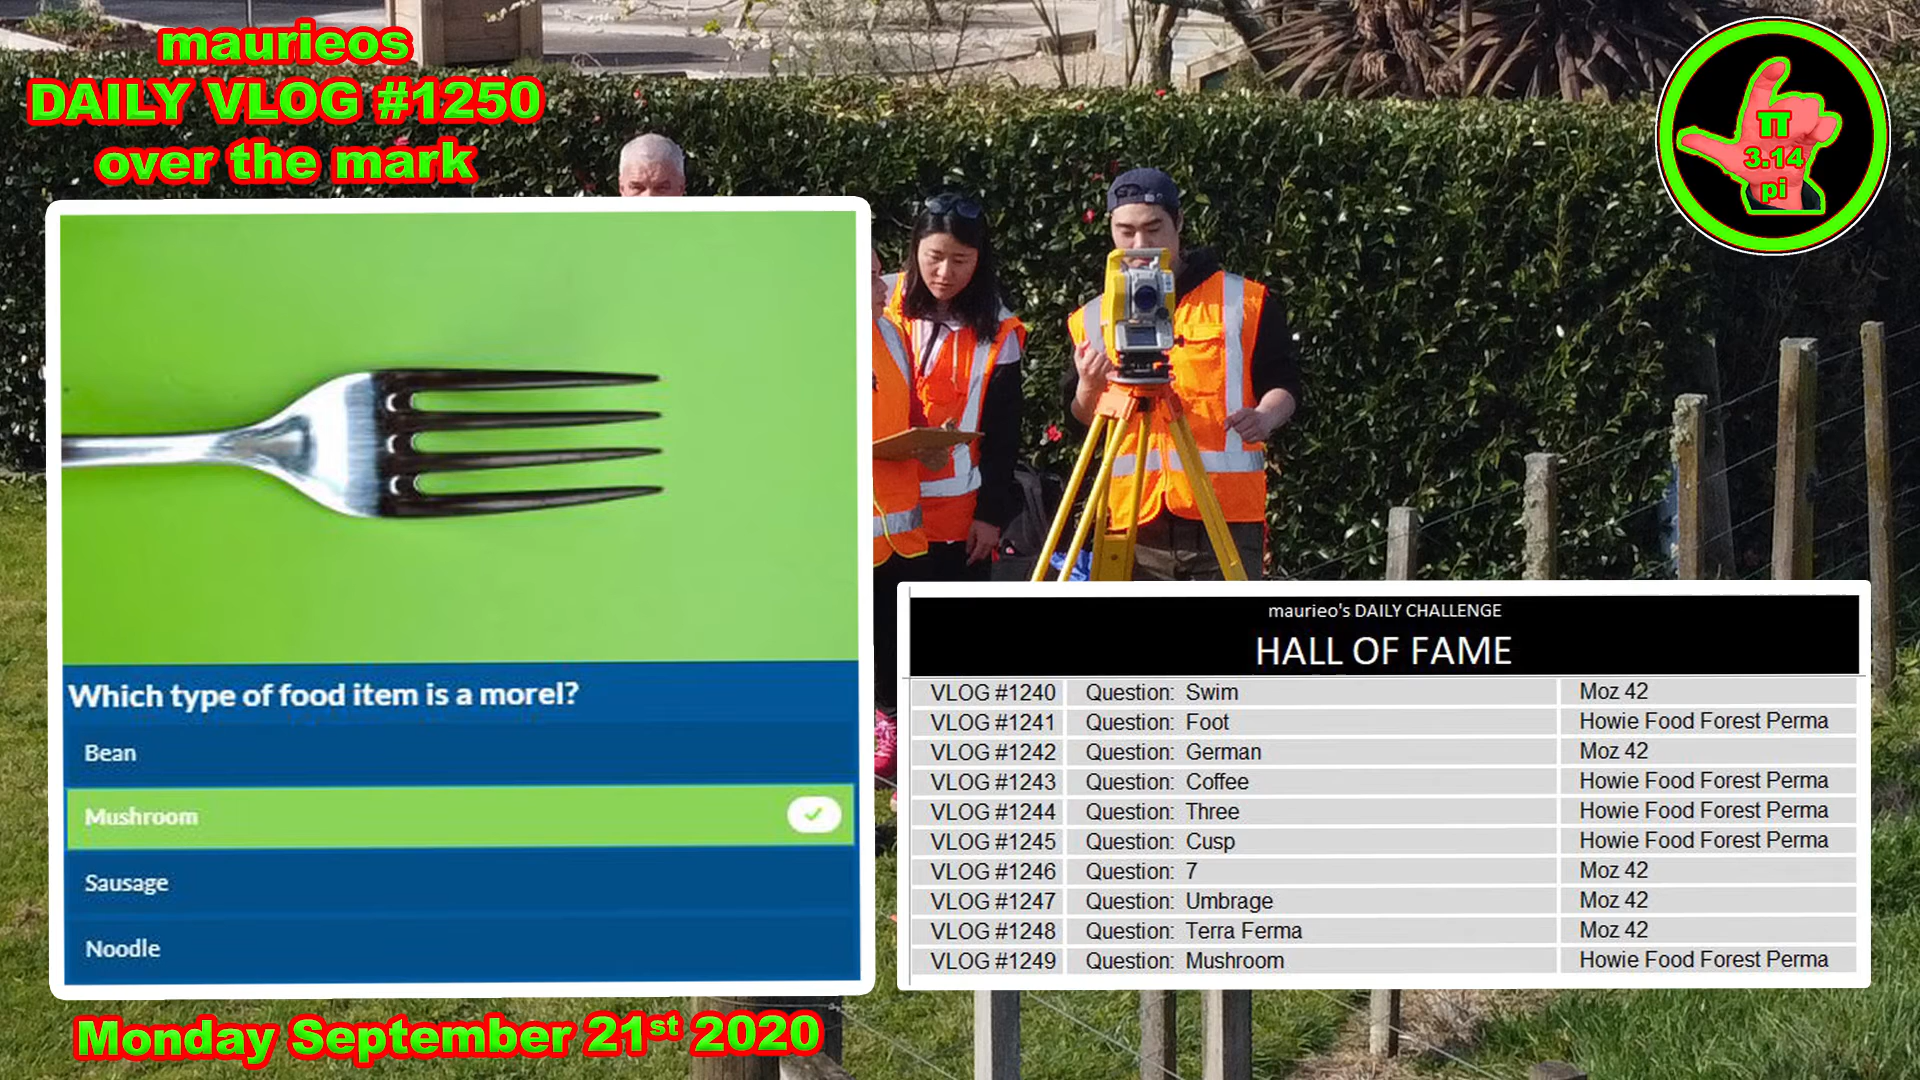 maurieos
DAILY VLOG #1250
over the mark
π
3.14
pi
Which type of food item is a morel?
Bean
Mushroom
Sausage
Noodle
maurieo's DAILY CHALLENGE
HALL OF FAME
VLOG #1240 Question: Swim Moz 42
VLOG #1241 Question: Foot Howie Food Forest Perma
VLOG #1242 Question: German Moz 42
VLOG #1243 Question: Coffee Howie Food Forest Perma
VLOG #1244 Question: Three Howie Food Forest Perma
VLOG #1245 Question: Cusp Howie Food Forest Perma
VLOG #1246 Question: 7 Moz 42
VLOG #1247 Question: Umbrage Moz 42
VLOG #1248 Question: Terra Ferma Moz 42
VLOG #1249 Question: Mushroom Howie Food Forest Perma
Monday September 21st 2020